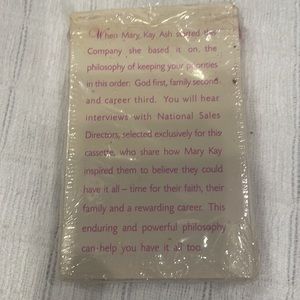 When Mary Kay Ash started this
Company she based it on the
philosophy of keeping your priorities
in this order: God first, family second
and career third. You will hear
interviews with National Sales
Directors, selected exclusively for this
cassette, who share how Mary Kay
inspired them to believe they could
have it all – time for their faith, their
family and a rewarding career. This
enduring and powerful philosophy
can help you have it all too.